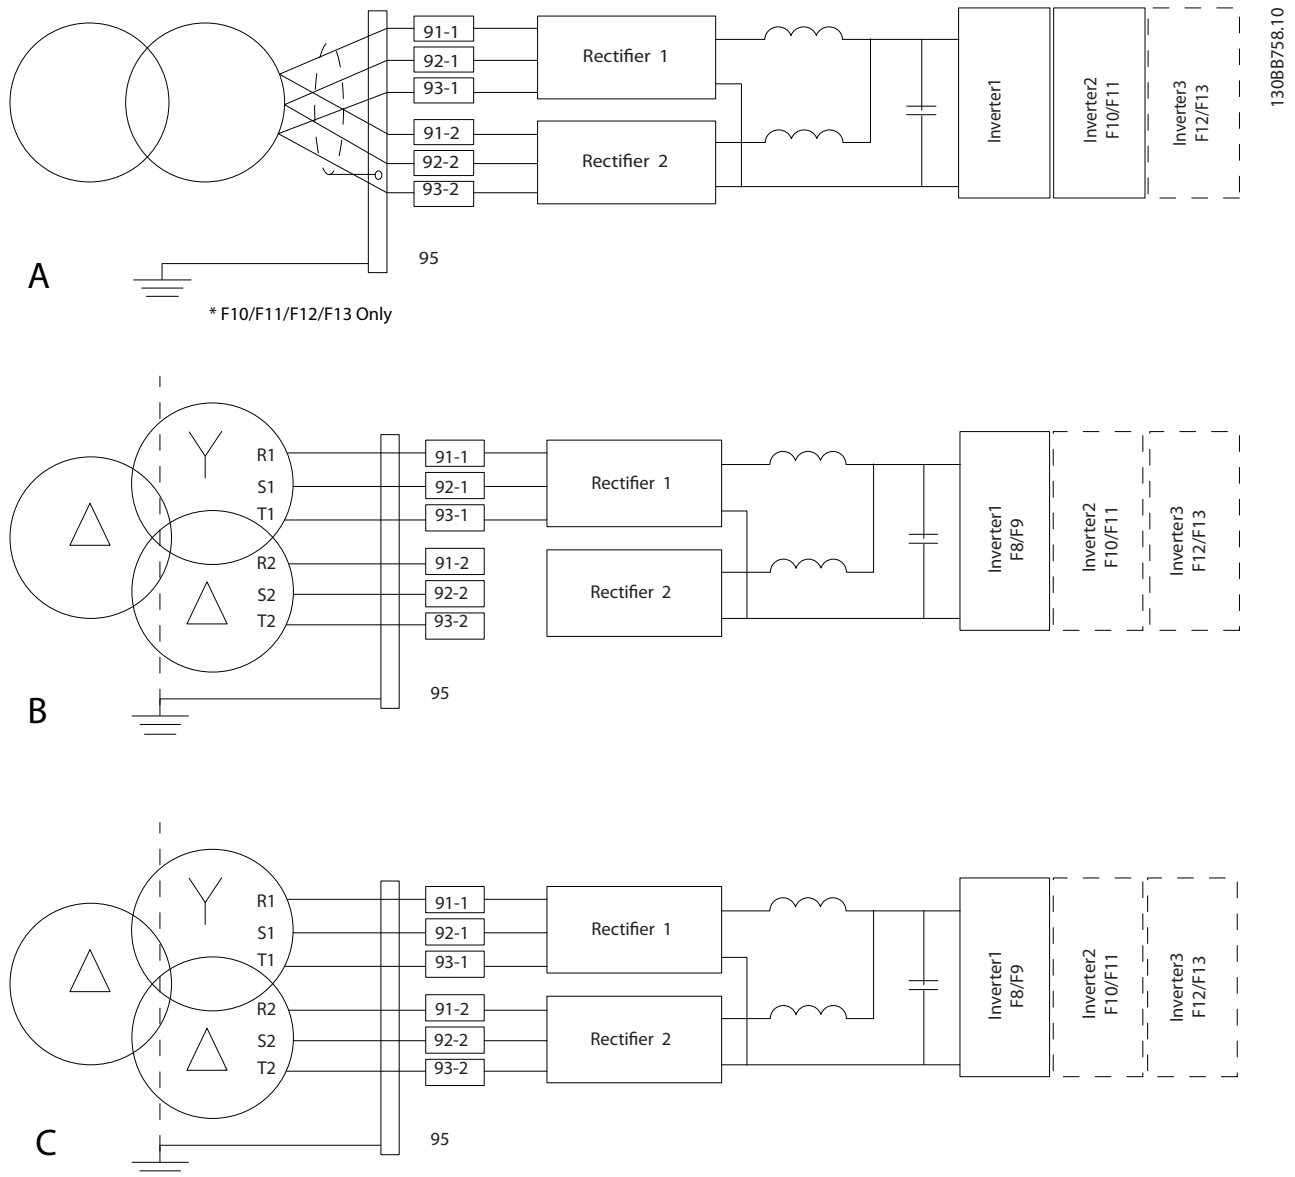 91-1
92-1
93-1
91-2
92-2
93-2
Rectifier 1
Rectifier 2
Inverter1
Inverter2
F10/F11
Inverter3
F12/F13
130BB758.10
95
A
* F10/F11/F12/F13 Only
R1
S1
T1
R2
S2
T2
91-1
92-1
93-1
91-2
92-2
93-2
Rectifier 1
Rectifier 2
Inverter1
F8/F9
Inverter2
F10/F11
Inverter3
F12/F13
95
B
R1
S1
T1
R2
S2
T2
91-1
92-1
93-1
91-2
92-2
93-2
Rectifier 1
Rectifier 2
Inverter1
F8/F9
Inverter2
F10/F11
Inverter3
F12/F13
95
C